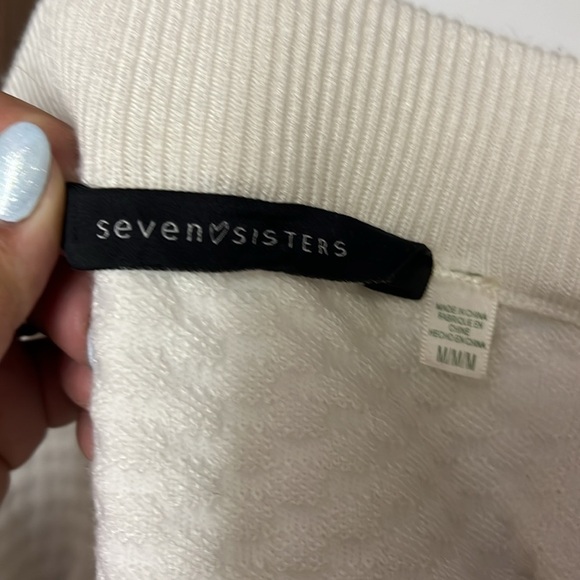 seven♡SISTERS
MADE IN CHINA
FABRIQUE EN
CHINE
HECHO EN CHINA
M/M/M